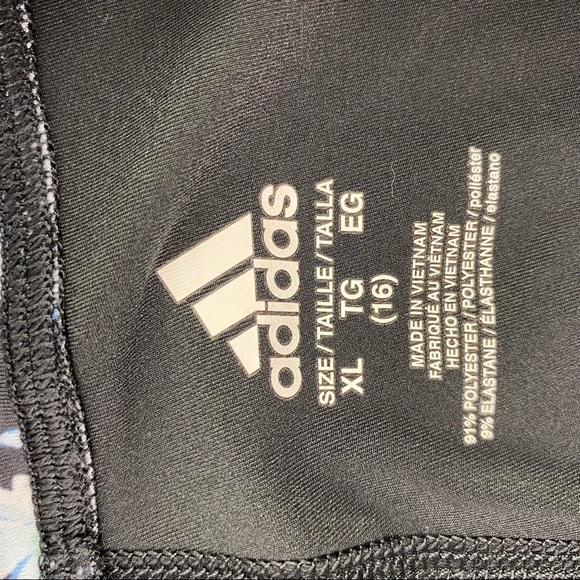 adidas
SIZE / TAILLE / TALLA
XL TG EG
(16)
MADE IN VIETNAM
FABRIQUÉ AU VIÊTNAM
HECHO EN VIETNAM
91% POLYESTER / POLYESTER / poliéster
9% ELASTANE / ÉLASTHANNE / elastano